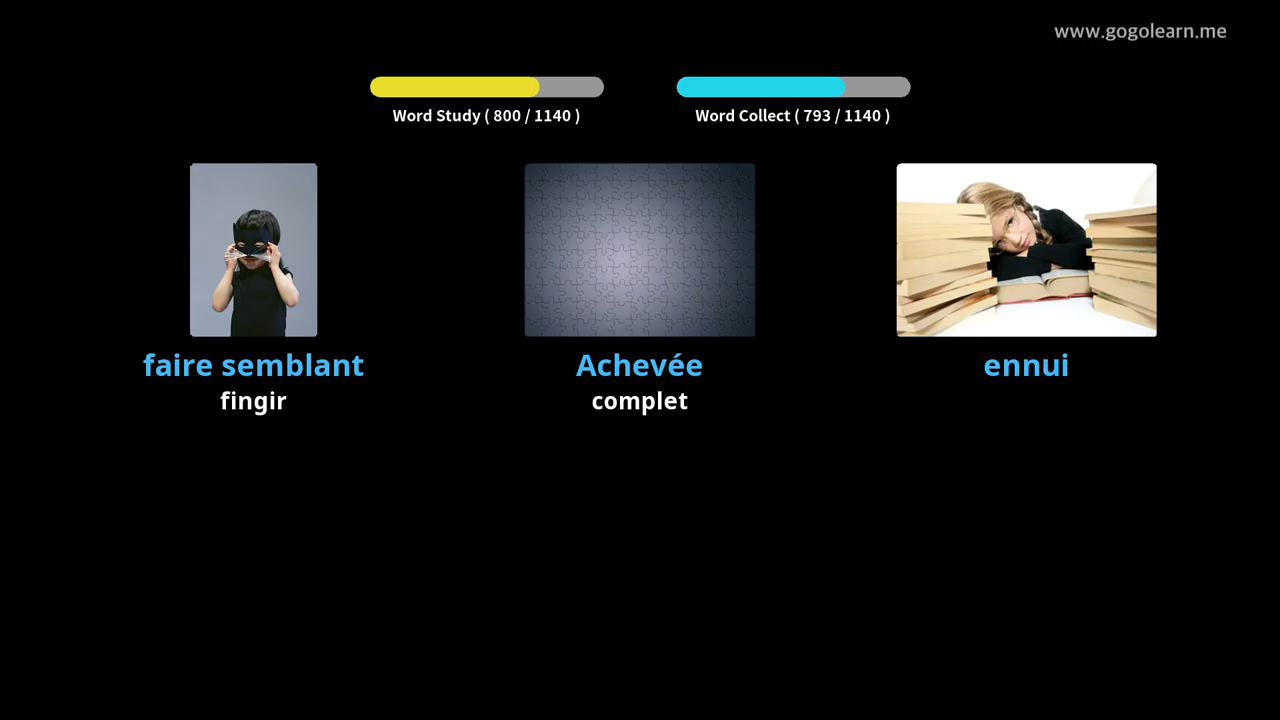 www.gogolearn.me
Word Study ( 800 / 1140 )
Word Collect ( 793 / 1140 )
faire semblant
fingir
Achevée
complet
ennui